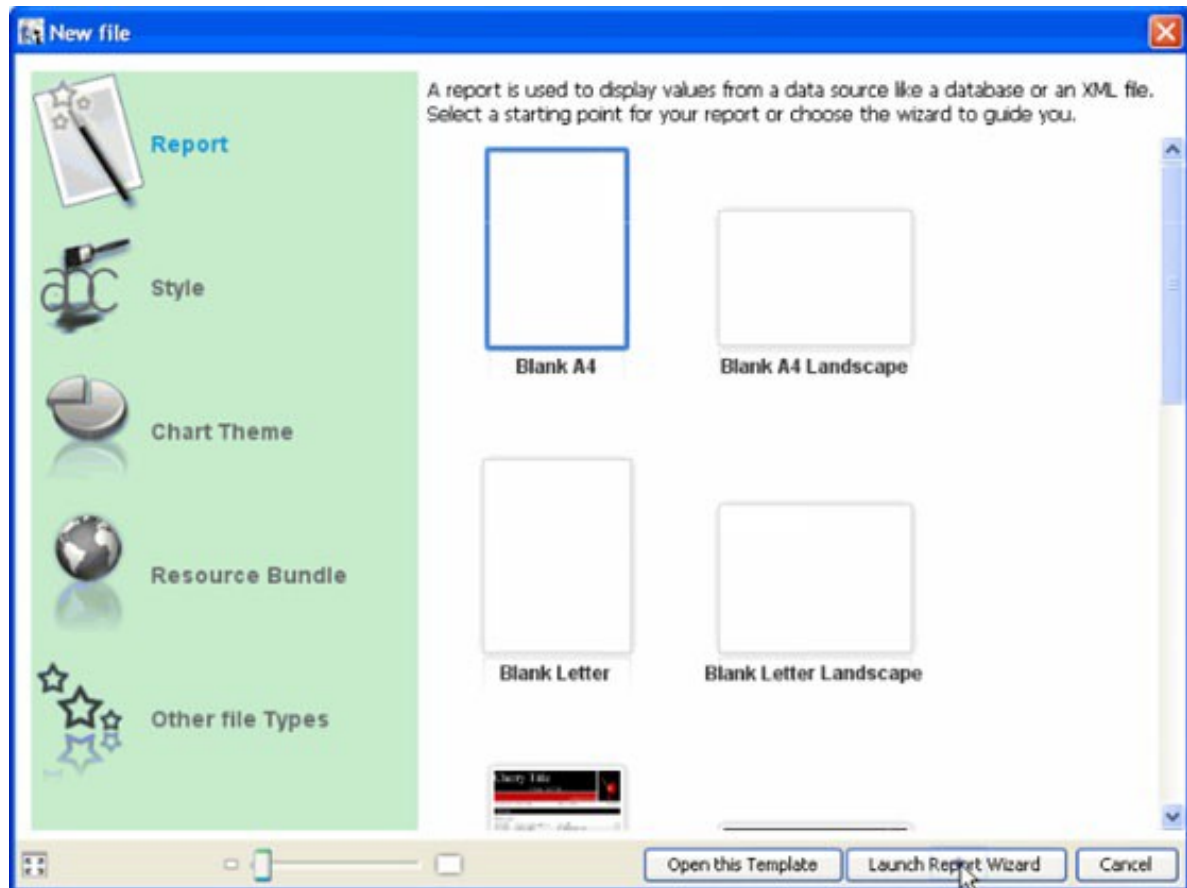 New file
Report
Style
Chart Theme
Resource Bundle
Other file Types
A report is used to display values from a data source like a database or an XML file.
Select a starting point for your report or choose the wizard to guide you.
Blank A4
Blank A4 Landscape
Blank Letter
Blank Letter Landscape
Cherry Title
Open this Template
Launch Report Wizard
Cancel